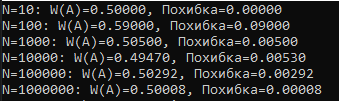 N=10: W(A)=0.50000, Похибка=0.00000
N=100: W(A)=0.59000, Похибка=0.09000
N=1000: W(A)=0.50500, Похибка=0.00500
N=10000: W(A)=0.49470, Похибка=0.00530
N=100000: W(A)=0.50292, Похибка=0.00292
N=1000000: W(A)=0.50008, Похибка=0.00008